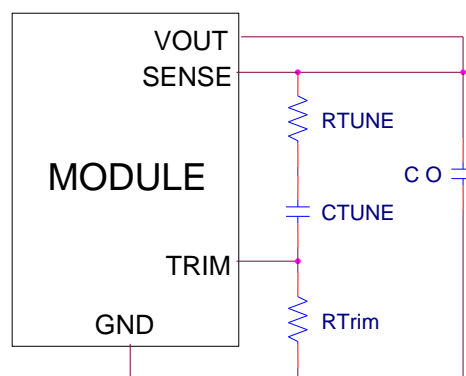 VOUT
SENSE
RTUNE
MODULE
C O
CTUNE
TRIM
GND
RTrim